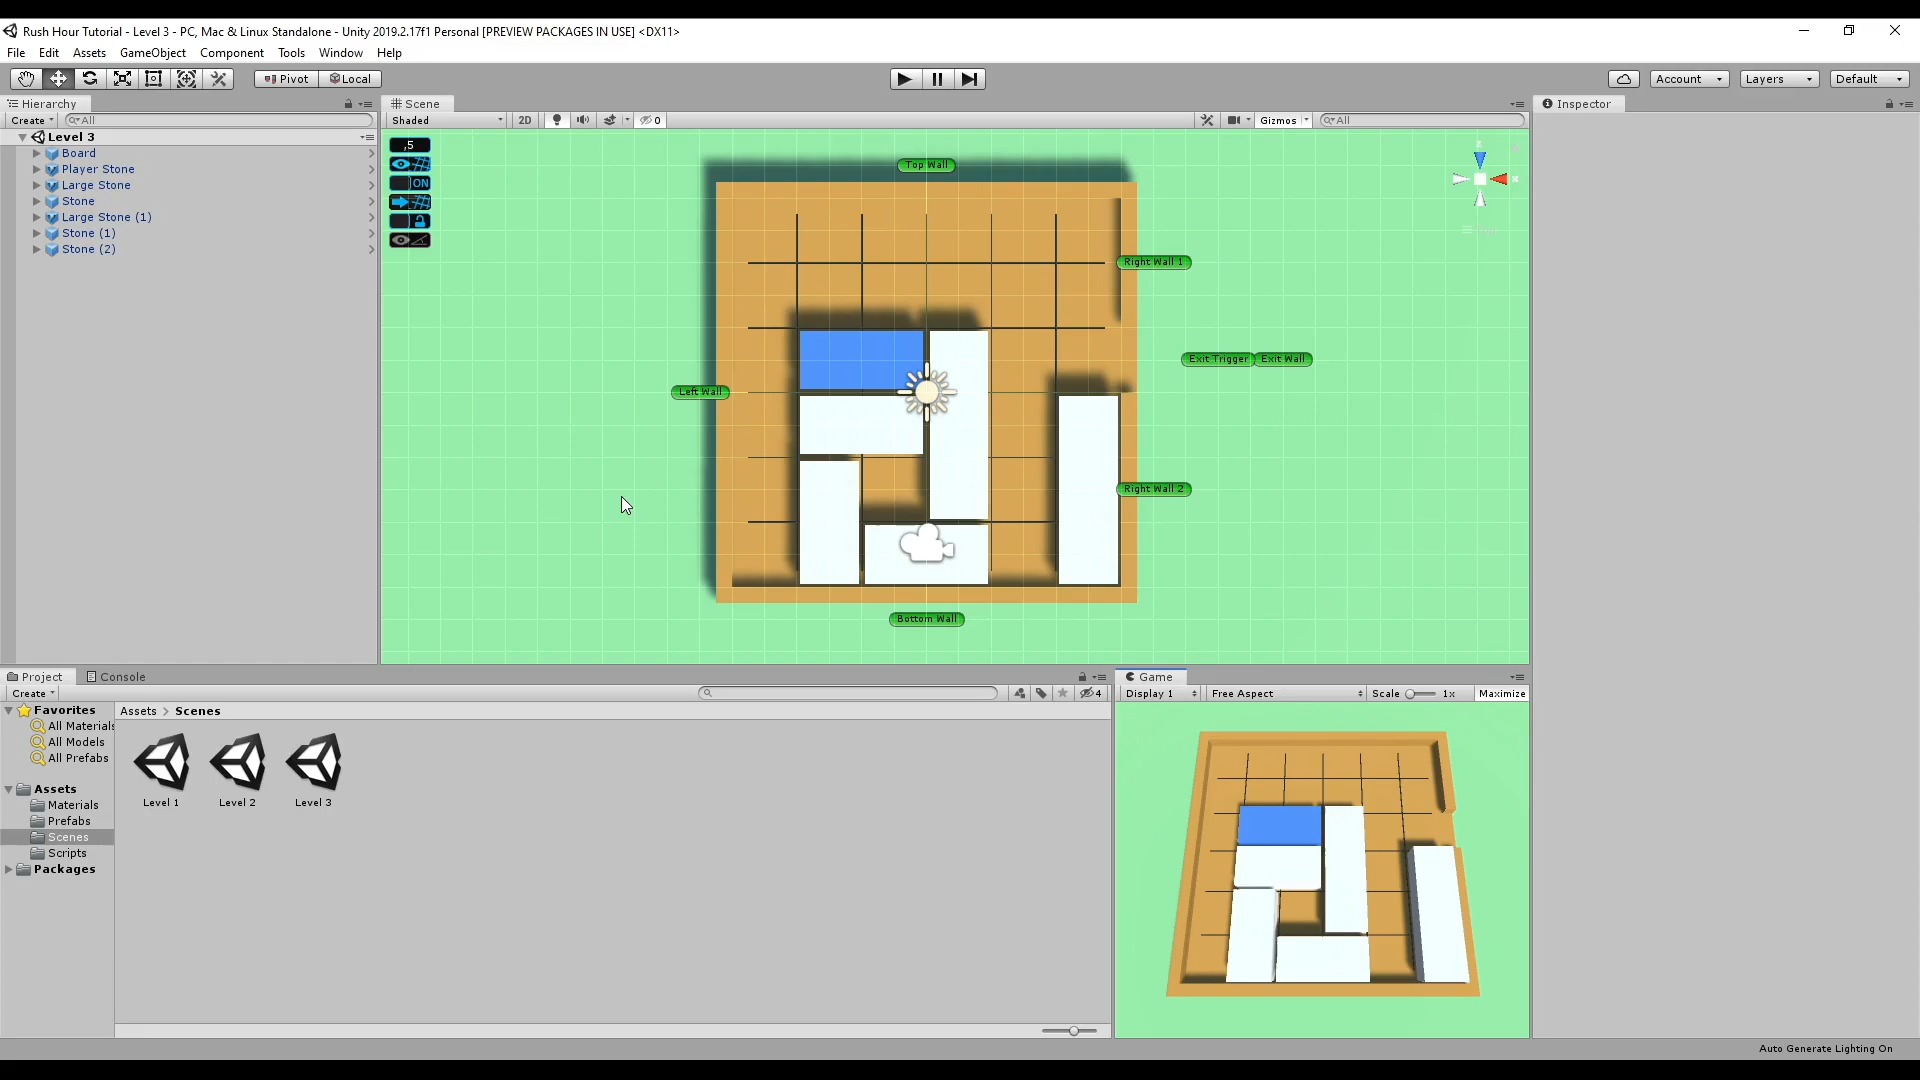 Rush Hour Tutorial - Level 3 - PC, Mac & Linux Standalone - Unity 2019.2.17f1 Personal [PREVIEW PACKAGES IN USE] <DX11>
File Edit Assets GameObject Component Tools Window Help
Pivot Local Account Layers Default
Hierarchy
Create All
Level 3
Board
Player Stone
Large Stone
Stone
Large Stone (1)
Stone (1)
Stone (2)
Scene
Shaded 2D 0 Gizmos All
,5
ON
Top Wall
Right Wall 1
Exit Trigger Exit Wall
Left Wall
Right Wall 2
Bottom Wall
z
x
Inspector
Project Console
Create 4
Favorites
All Materials
All Models
All Prefabs
Assets
Materials
Prefabs
Scenes
Scripts
Packages
Assets > Scenes
Level 1 Level 2 Level 3
Game
Display 1 Free Aspect Scale 1x Maximize
Auto Generate Lighting On